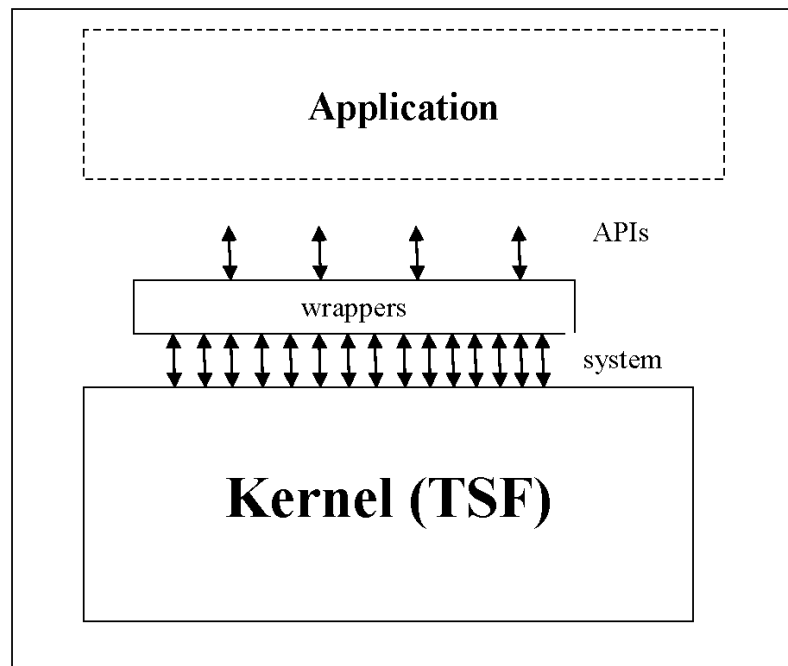 Application
APIs
wrappers
system
Kernel (TSF)